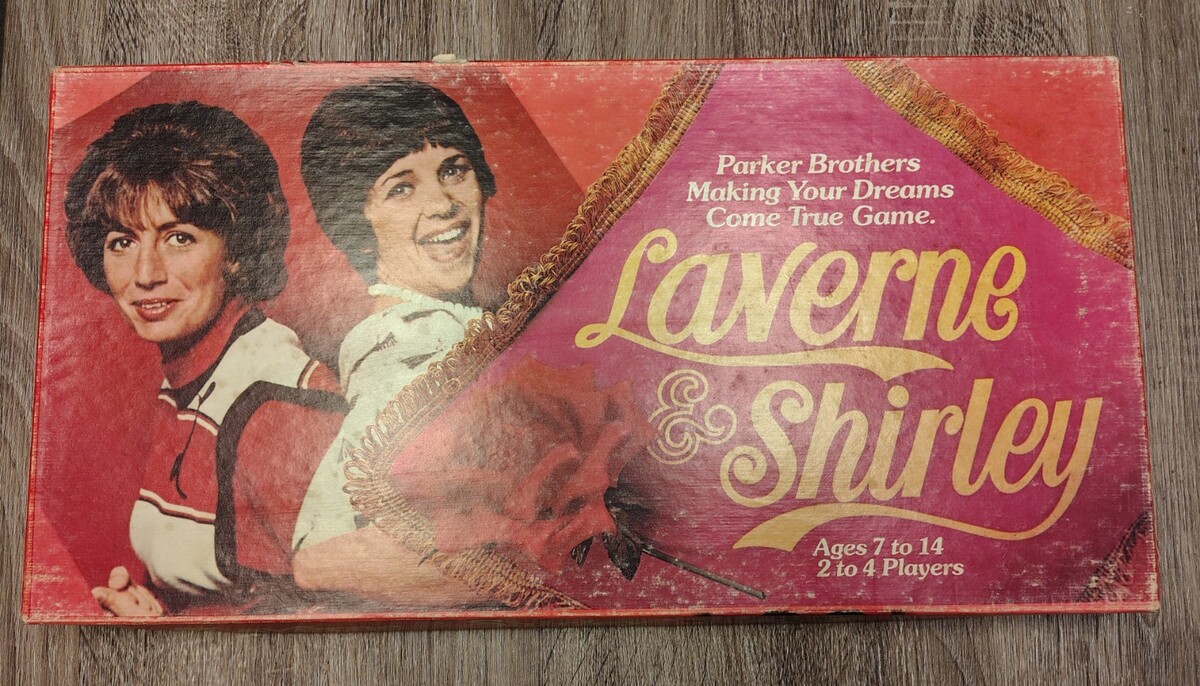 Parker Brothers
Making Your Dreams
Come True Game.
Laverne
& Shirley
Ages 7 to 14
2 to 4 Players